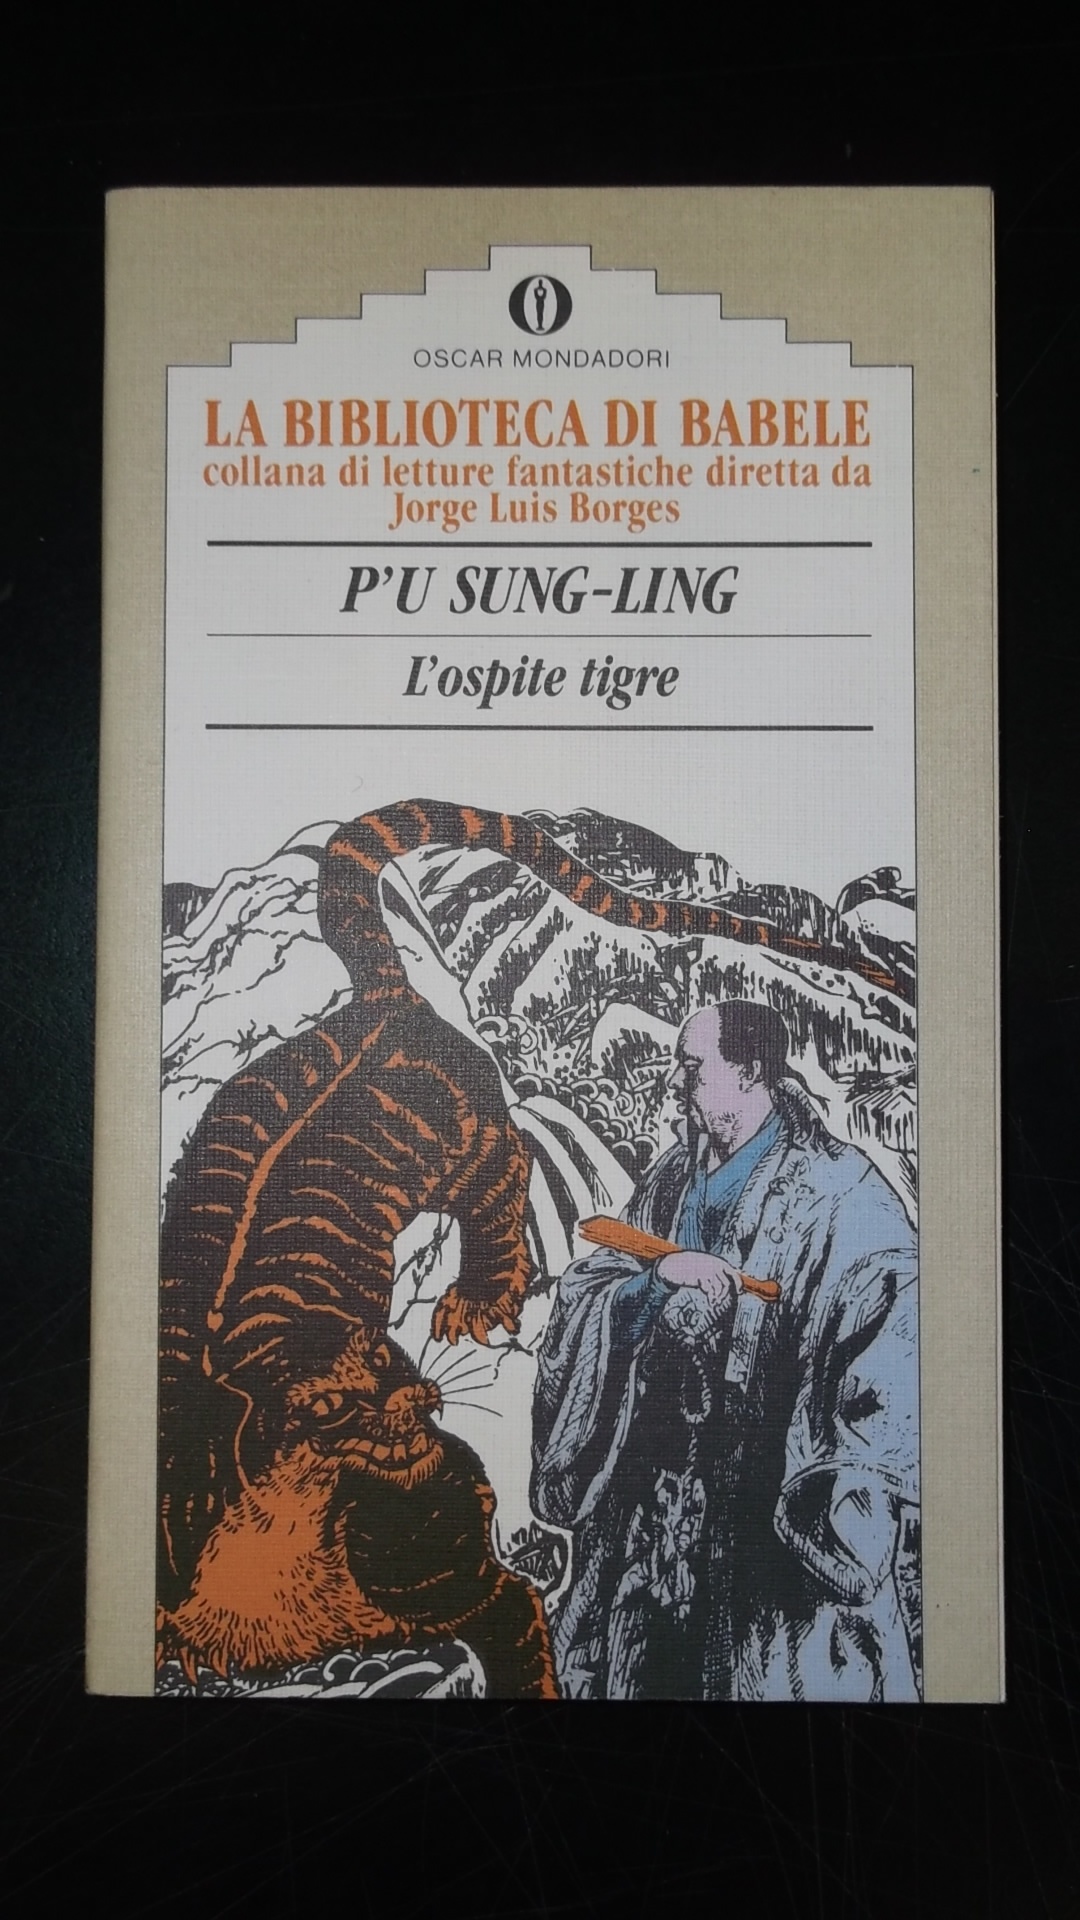 OSCAR MONDADORI
LA BIBLIOTECA DI BABELE
collana di letture fantastiche diretta da
Jorge Luis Borges
P'U SUNG-LING
L'ospite tigre